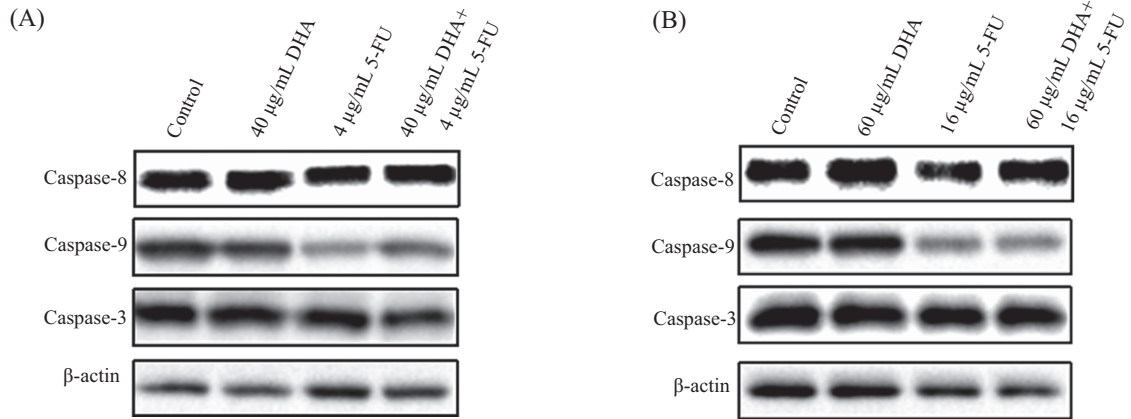 (A)
Control
40 μg/mL DHA
4 μg/mL 5-FU
40 μg/mL DHA+
4 μg/mL 5-FU
Caspase-8
Caspase-9
Caspase-3
β-actin
(B)
Control
60 μg/mL DHA
16 μg/mL 5-FU
60 μg/mL DHA+
16 μg/mL 5-FU
Caspase-8
Caspase-9
Caspase-3
β-actin